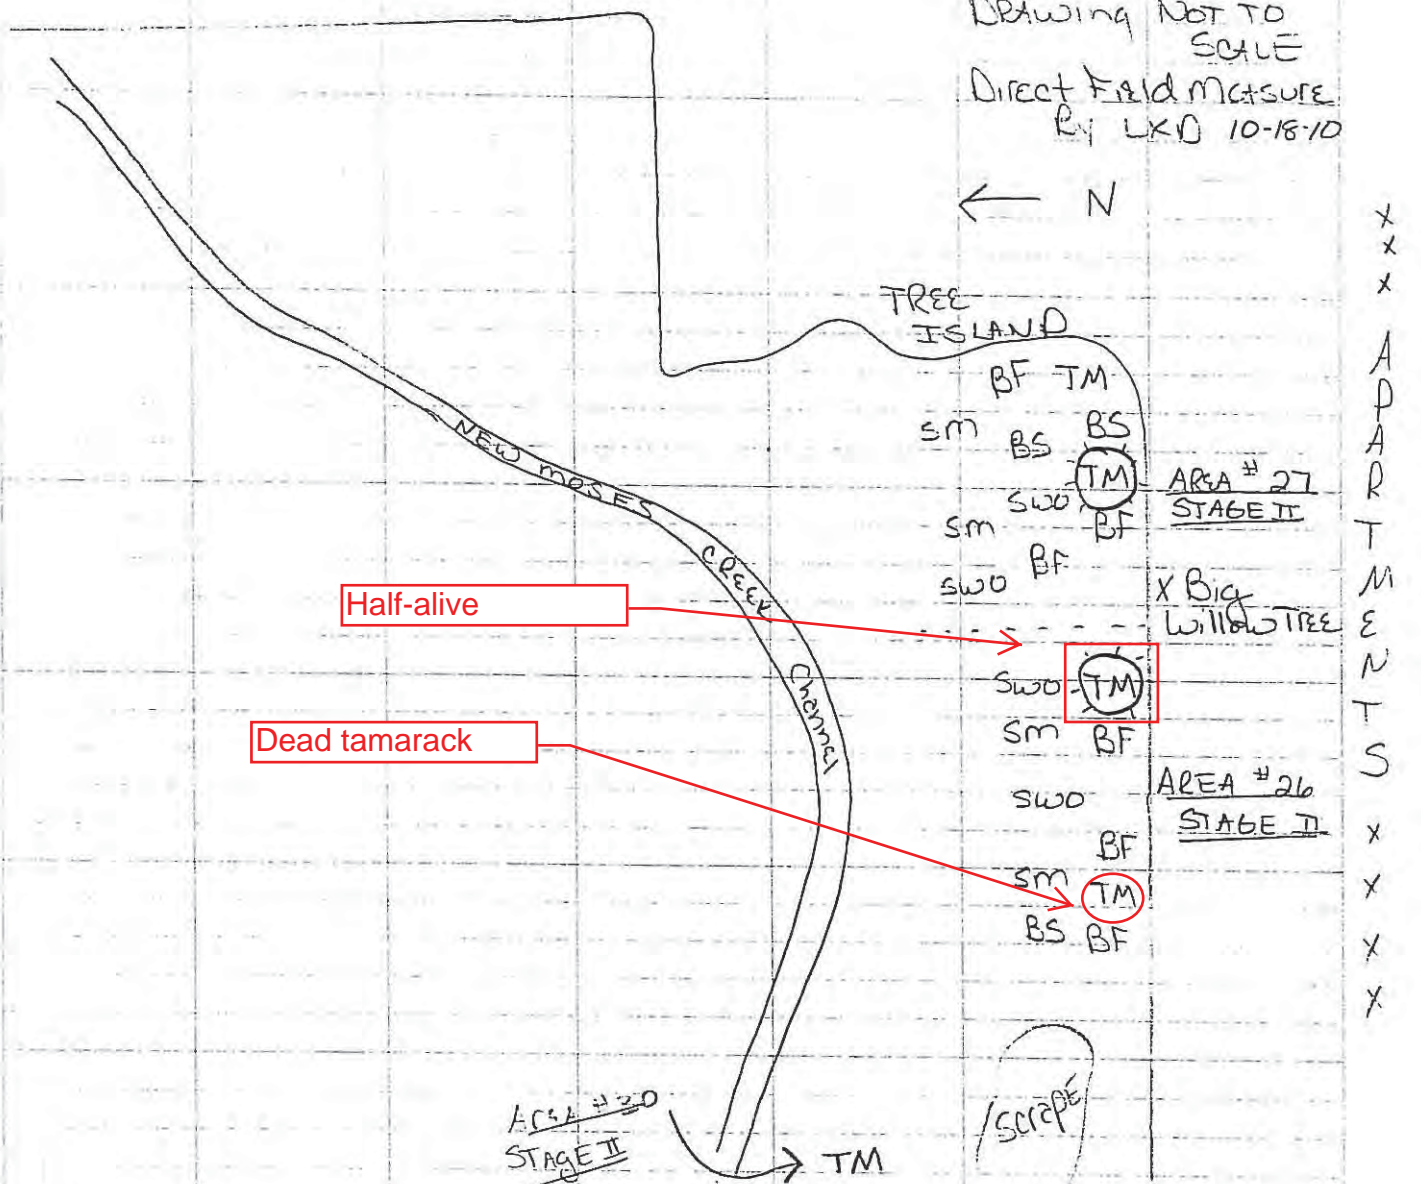 DRAWING NOT TO
SCALE
Direct Field Measure
By LKD 10-18-10
← N
TREE
ISLAND
BF TM
SM BS BS
TM
AREA # 27
STAGE II
SWO
SM BF
BF
SWO
X Big
Willow TREE
NEW MOSES
CREEK
Channel
Half-alive
SWO TM
SM BF
Dead tamarack
SWO
AREA #26
STAGE II
BF
SM TM
BS BF
Scrape
Area #20
STAGE II
TM
X X X APARTMENTS X X X X